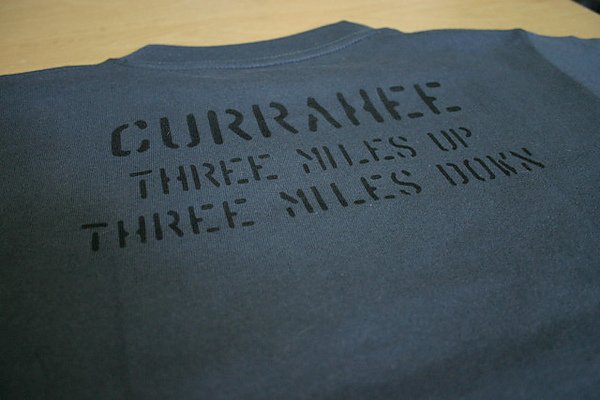 CURRAHEE
THREE MILES UP
THREE MILES DOWN